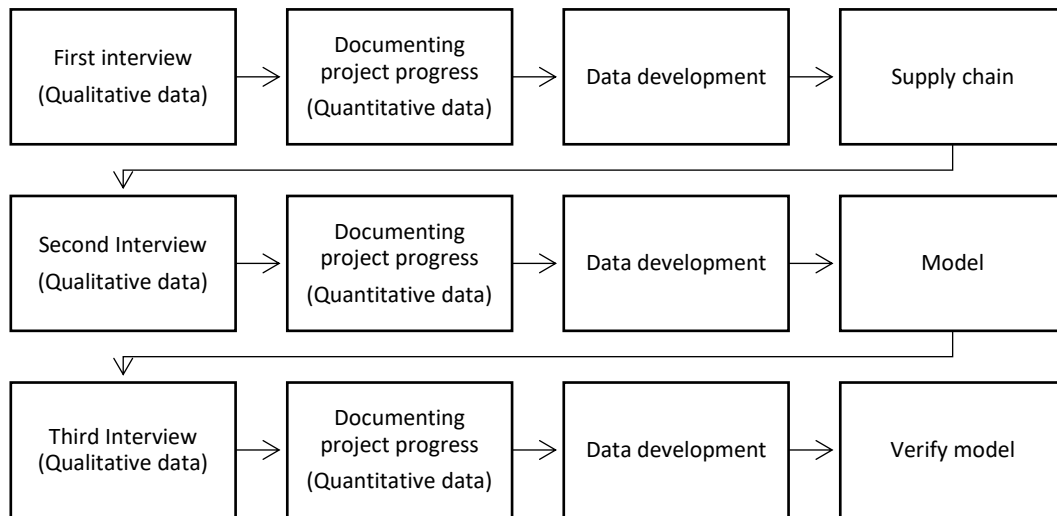 First interview
(Qualitative data)
Documenting
project progress
(Quantitative data)
Data development
Supply chain
Second Interview
(Qualitative data)
Documenting
project progress
(Quantitative data)
Data development
Model
Third Interview
(Qualitative data)
Documenting
project progress
(Quantitative data)
Data development
Verify model